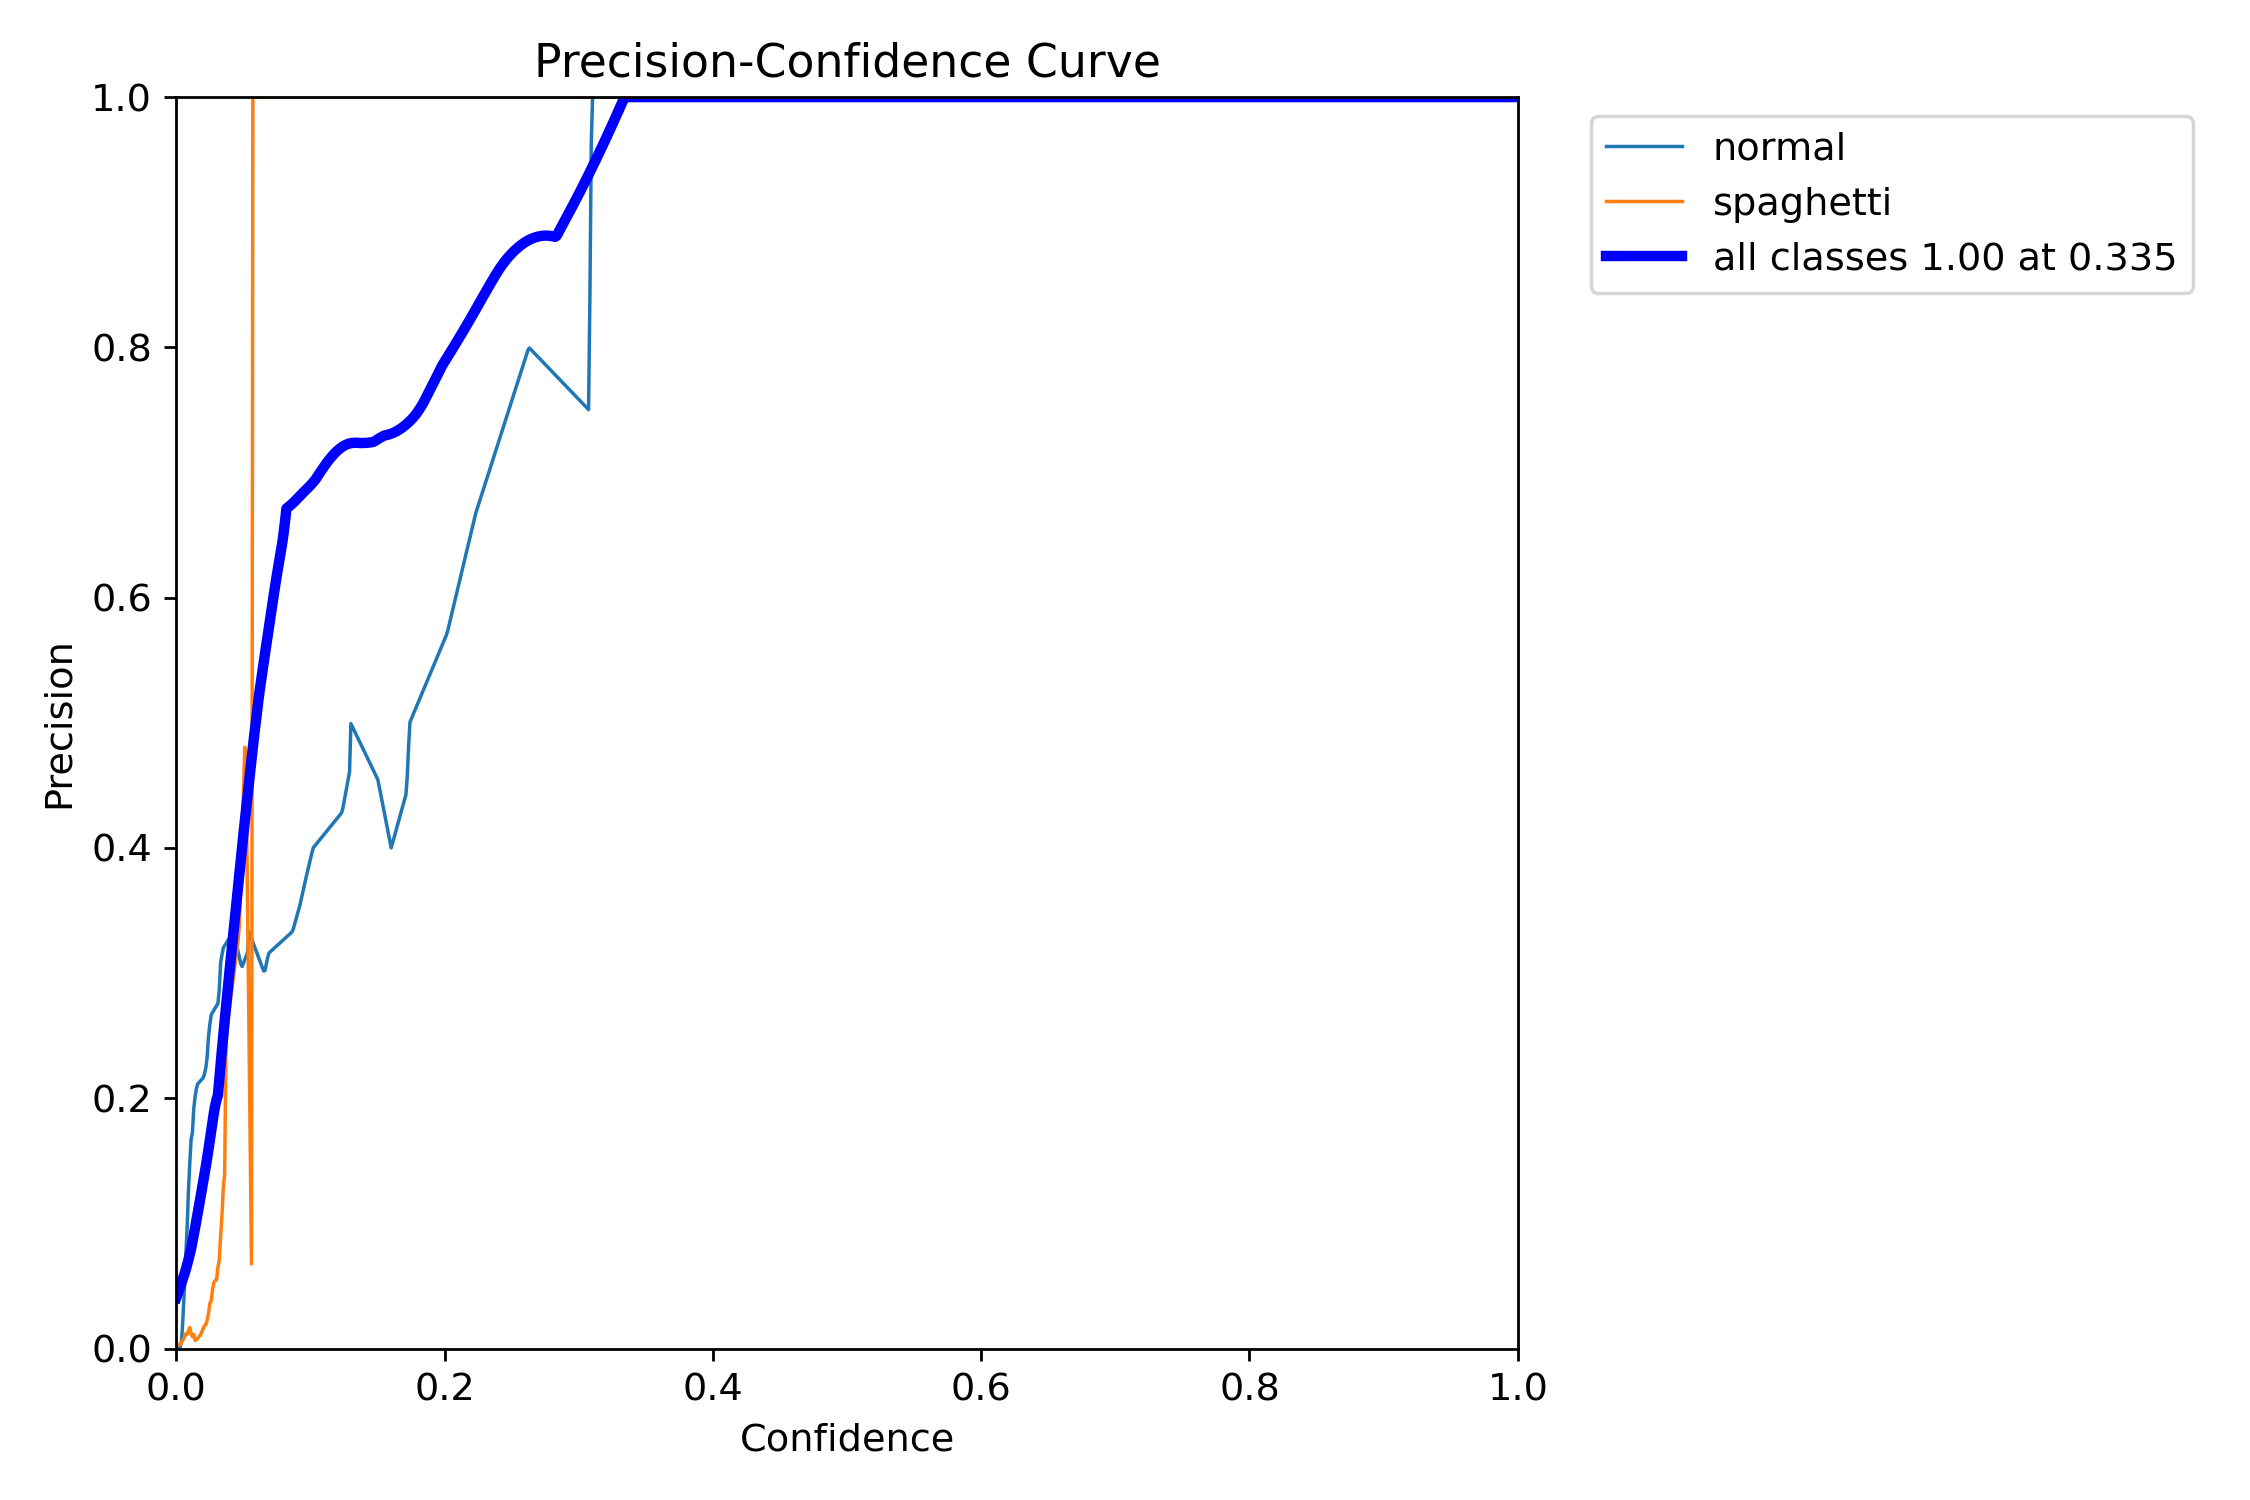 Precision-Confidence Curve
1.0
0.8
0.6
0.4
0.2
0.0
Precision
0.0 0.2 0.4 0.6 0.8 1.0
Confidence
normal
spaghetti
all classes 1.00 at 0.335